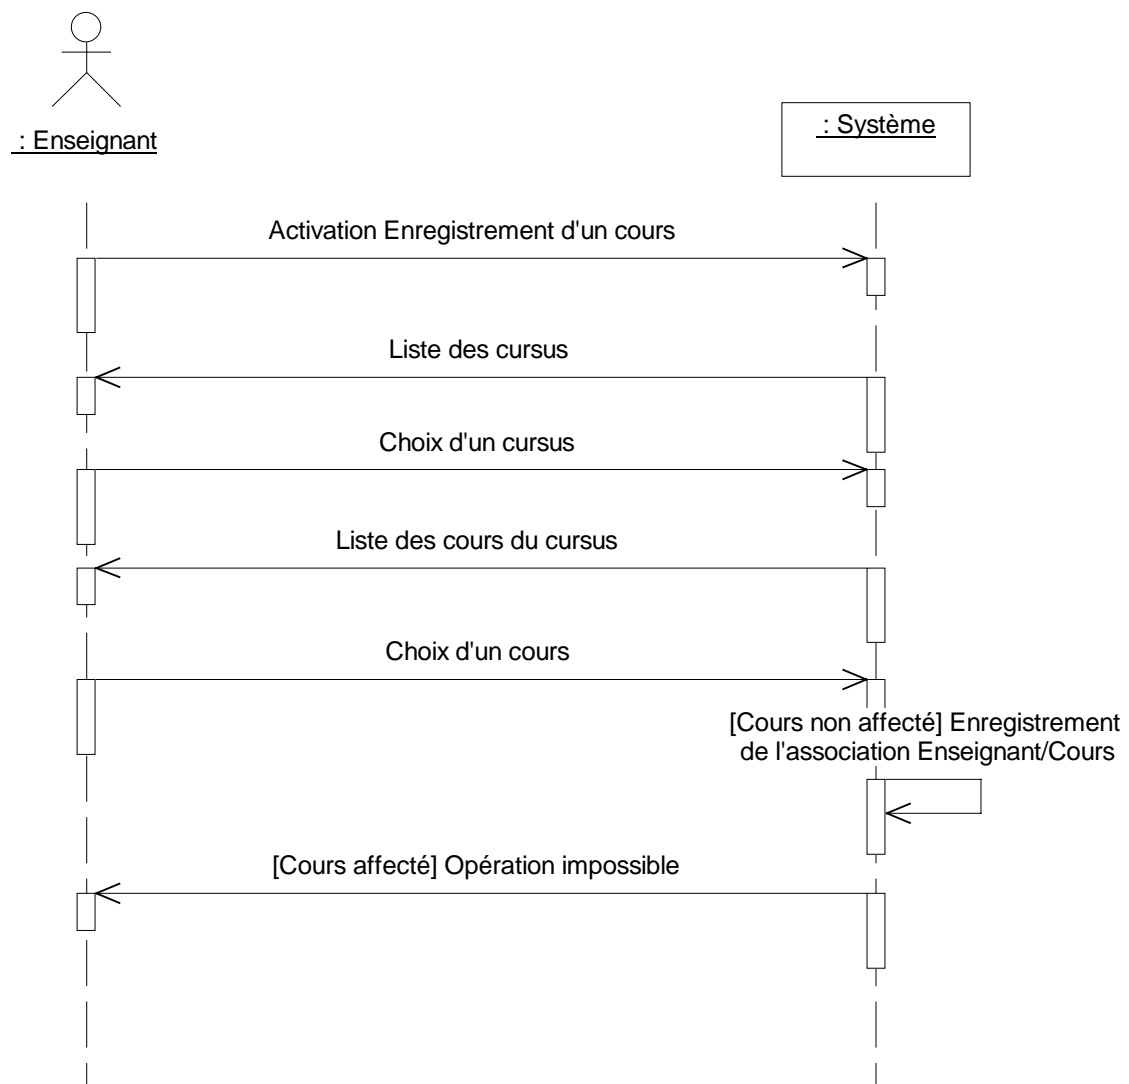 : Enseignant
: Système
Activation Enregistrement d'un cours
Liste des cursus
Choix d'un cursus
Liste des cours du cursus
Choix d'un cours
[Cours non affecté] Enregistrement
de l'association Enseignant/Cours
[Cours affecté] Opération impossible